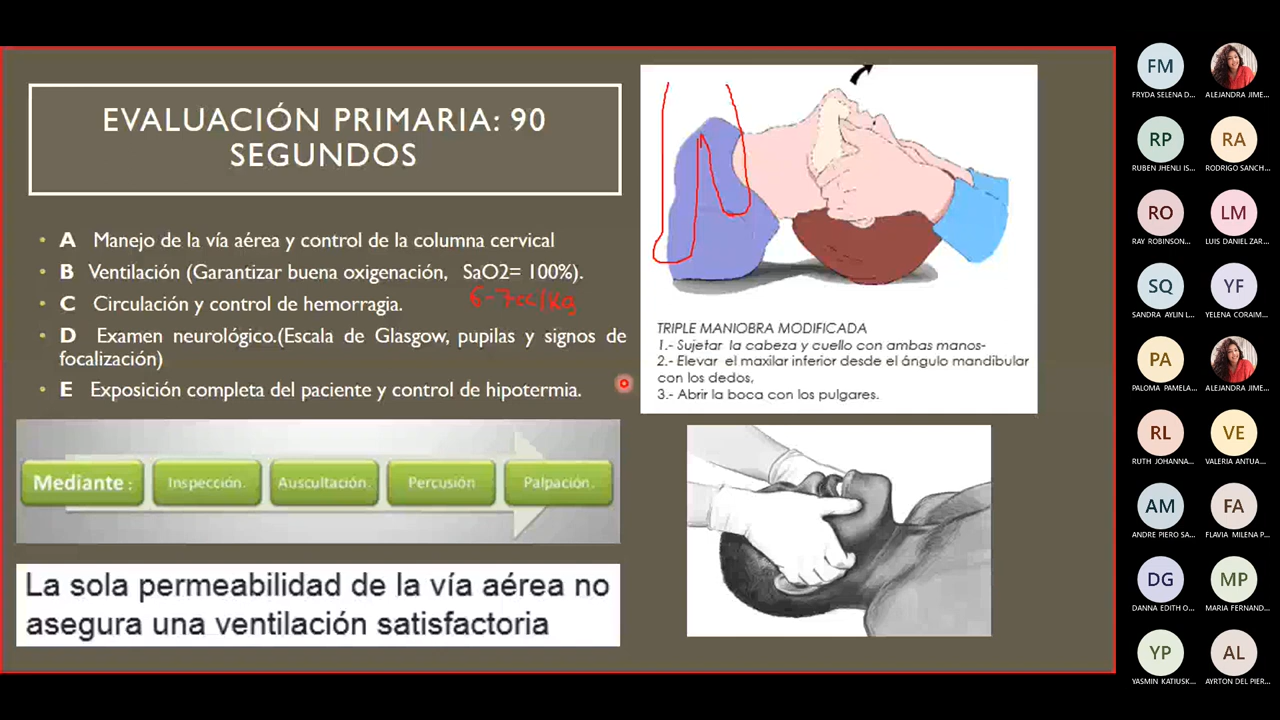 EVALUACIÓN PRIMARIA: 90
SEGUNDOS
• A Manejo de la vía aérea y control de la columna cervical
• B Ventilación (Garantizar buena oxigenación, SaO2= 100%).
• C Circulación y control de hemorragia.
6-7cc/Kg
• D Examen neurológico.(Escala de Glasgow, pupilas y signos de
focalización)
• E Exposición completa del paciente y control de hipotermia.
Mediante :
Inspección.
Auscultación.
Percusión
Palpación.
La sola permeabilidad de la vía aérea no
asegura una ventilación satisfactoria
TRIPLE MANIOBRA MODIFICADA
1.- Sujetar la cabeza y cuello con ambas manos-
2.- Elevar el maxilar inferior desde el ángulo mandibular
con los dedos,
3.- Abrir la boca con los pulgares.
FM
FRYDA SELENA D...
ALEJANDRA JIME...
RP
RUBEN JHENLI IS...
RA
RODRIGO SANCH...
RO
RAY ROBINSON...
LM
LUIS DANIEL ZAR...
SQ
SANDRA AYLIN L...
YF
YELENA CORAIM...
PA
PALOMA PAMELA...
ALEJANDRA JIME...
RL
RUTH JOHANNA...
VE
VALERIA ANTUA...
AM
ANDRE PIERO SA...
FA
FLAVIA MILENA P...
DG
DANNA EDITH O...
MP
MARIA FERNAND...
YP
YASMIN KATIUSK...
AL
AYRTON DEL PIER...